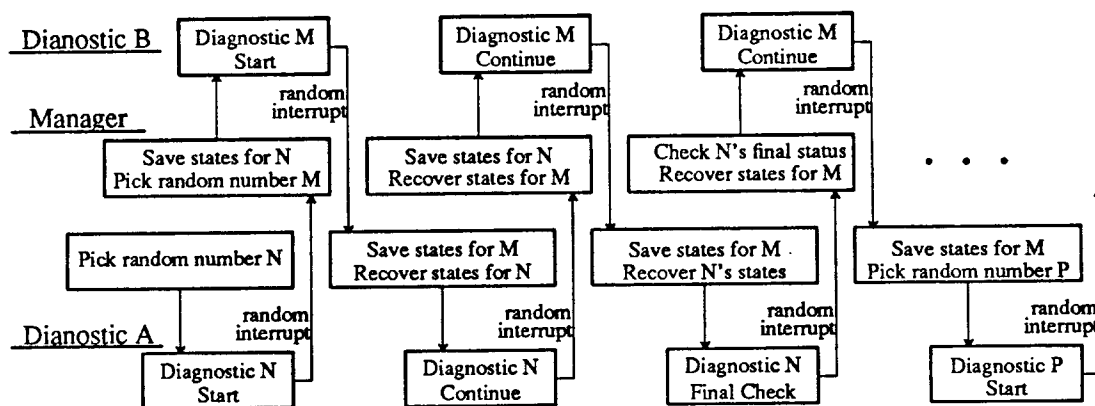 Dianostic B
Diagnostic M
Start
Diagnostic M
Continue
Diagnostic M
Continue
random
interrupt
random
interrupt
random
interrupt
Manager
Save states for N
Pick random number M
Save states for N
Recover states for M
Check N's final status
Recover states for M
. . .
Pick random number N
Save states for M
Recover states for N
Save states for M
Recover N's states
Save states for M
Pick random number P
Dianostic A
random
interrupt
random
interrupt
random
interrupt
random
interrupt
Diagnostic N
Start
Diagnostic N
Continue
Diagnostic N
Final Check
Diagnostic P
Start